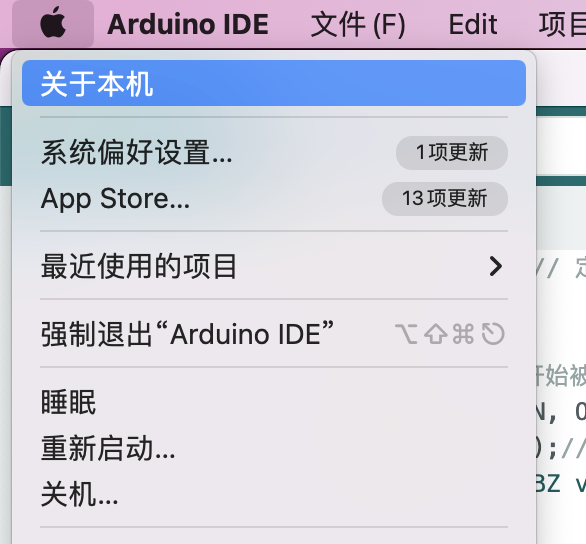 Arduino IDE 文件 (F) Edit 项目
关于本机
系统偏好设置... 1项更新
App Store... 13项更新
// 定
最近使用的项目
强制退出“Arduino IDE” ⌥⇧⌘⎋
开始被
睡眠 N, 0
重新启动... );//
关机... BZ v